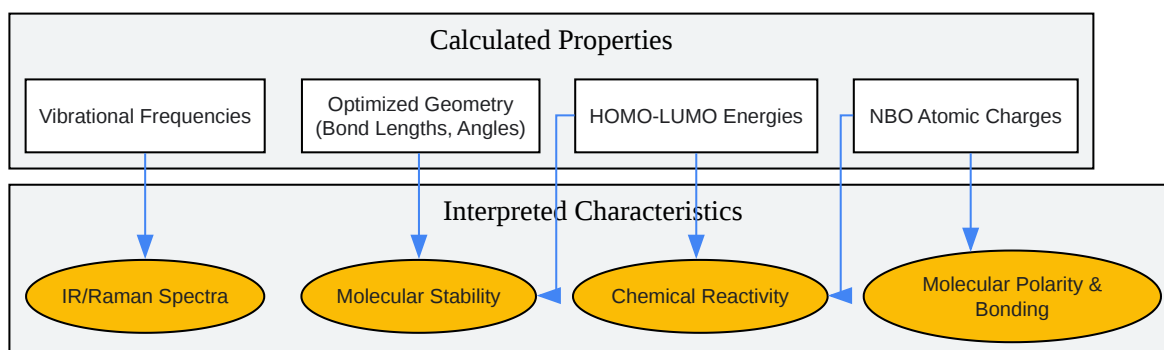 Calculated Properties
Vibrational Frequencies
Optimized Geometry
(Bond Lengths, Angles)
HOMO-LUMO Energies
NBO Atomic Charges
Interpreted Characteristics
IR/Raman Spectra
Molecular Stability
Chemical Reactivity
Molecular Polarity &
Bonding